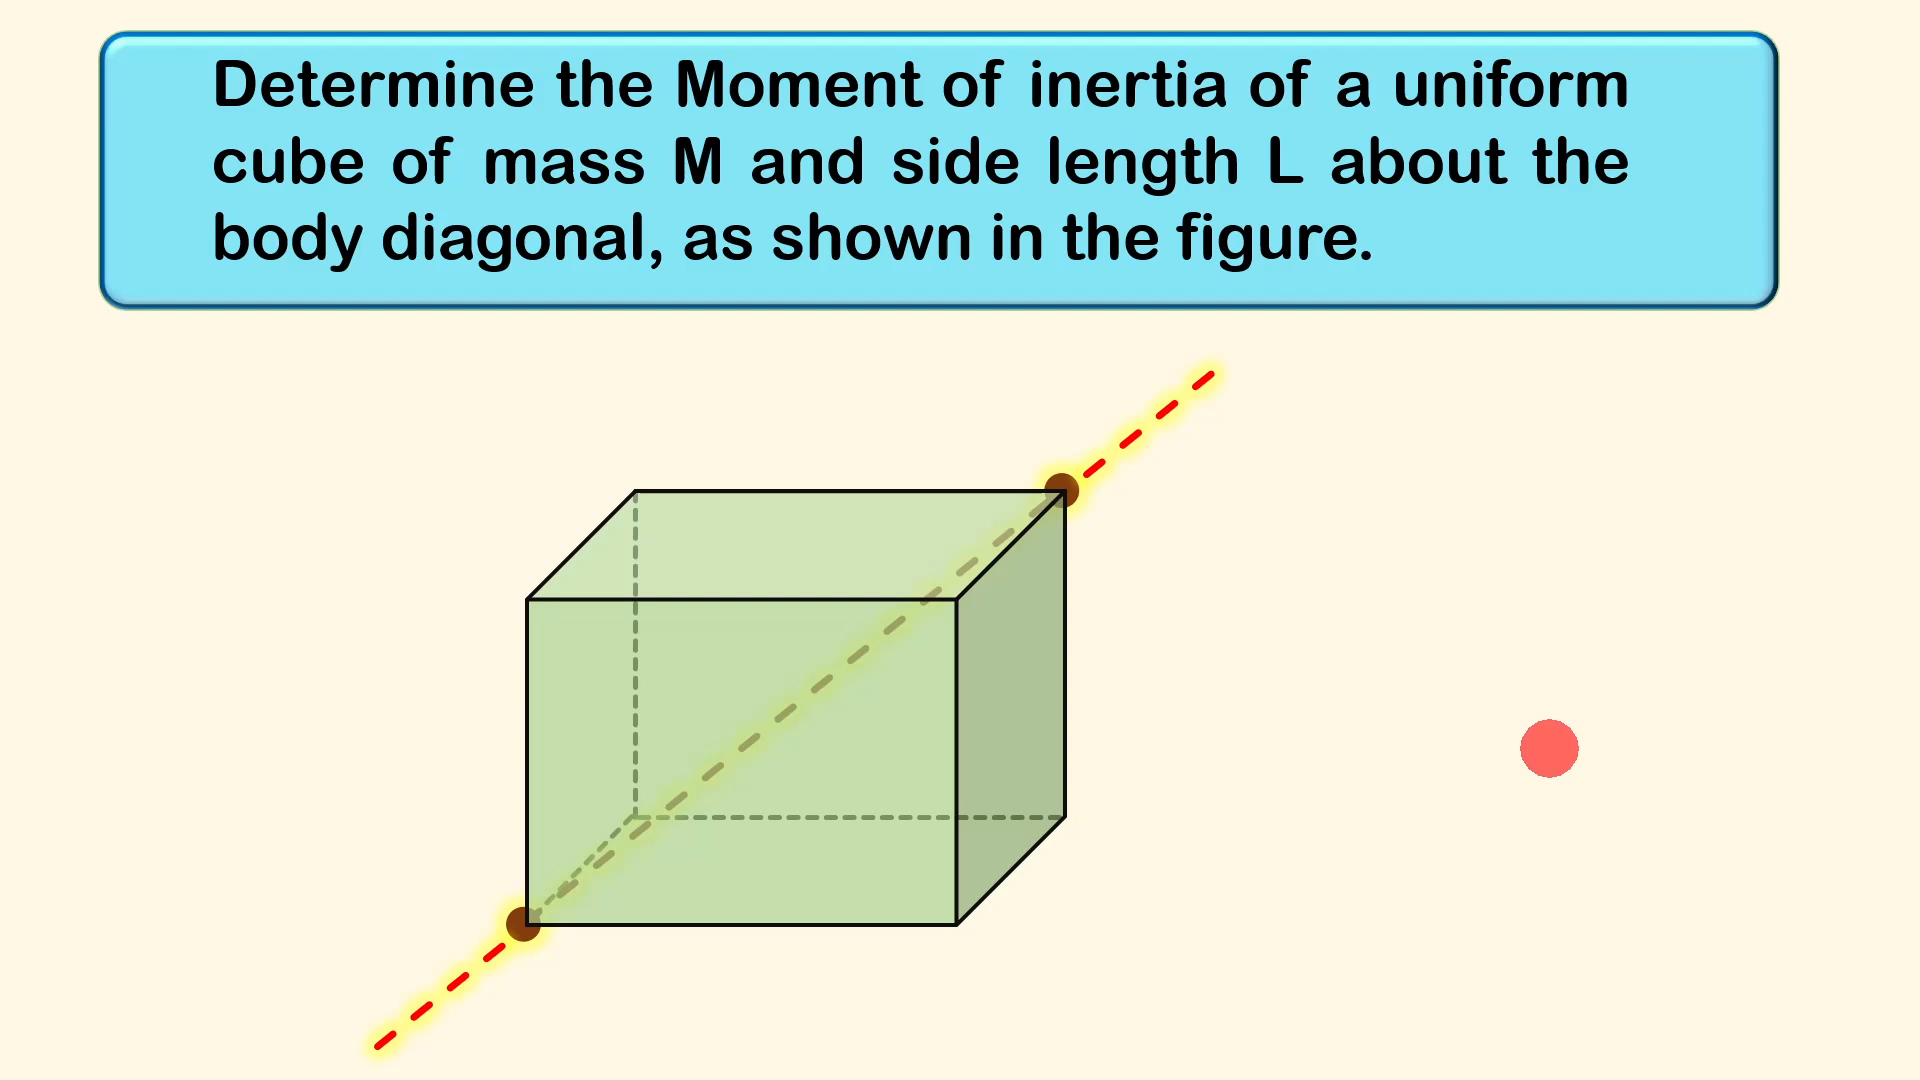 Determine the Moment of inertia of a uniform
cube of mass M and side length L about the
body diagonal, as shown in the figure.